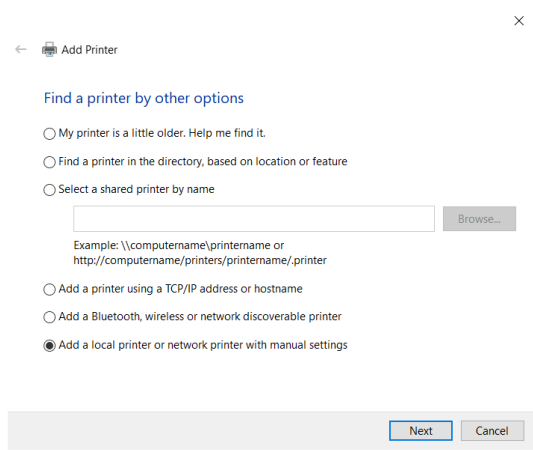 Add Printer
Find a printer by other options
My printer is a little older. Help me find it.
Find a printer in the directory, based on location or feature
Select a shared printer by name
Browse...
Example: \\computername\printername or
http://computername/printers/printername/.printer
Add a printer using a TCP/IP address or hostname
Add a Bluetooth, wireless or network discoverable printer
Add a local printer or network printer with manual settings
Next
Cancel